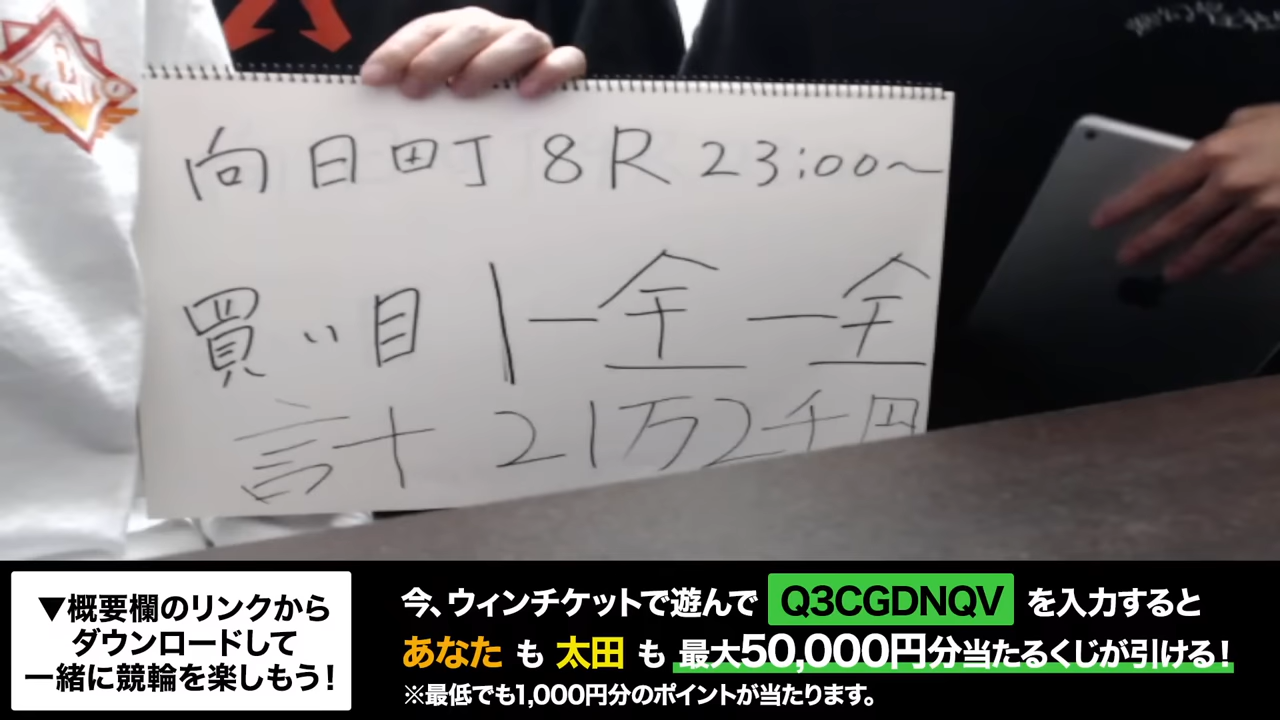 向日町 8R 23:00〜
買い目 1-全-全
計 21万2千円
▼概要欄のリンクから
ダウンロードして
一緒に競輪を楽しもう!
今、ウィンチケットで遊んで Q3CGDNQV を入力すると
あなた も 太田 も 最大50,000円分当たるくじが引ける!
※最低でも1,000円分のポイントが当たります。